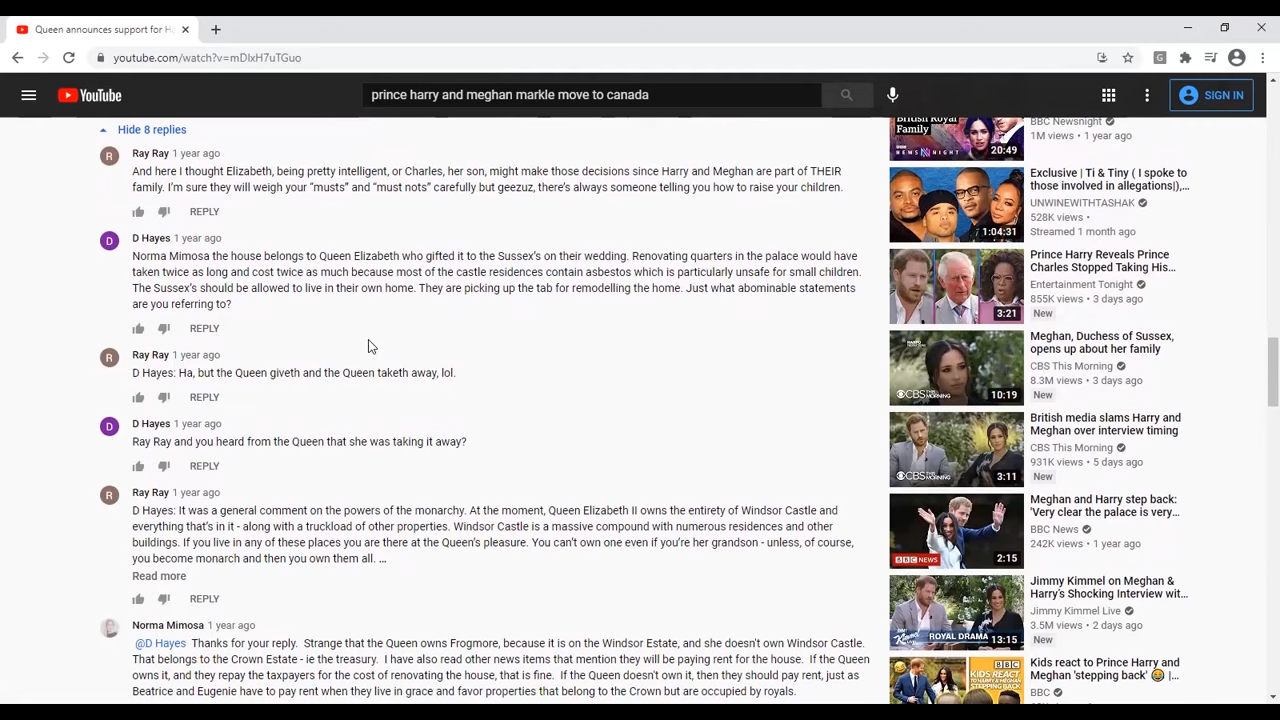 Queen announces support for H
youtube.com/watch?v=mDIxH7uTGuo
YouTube
prince harry and meghan markle move to canada
SIGN IN
Hide 8 replies
R
Ray Ray 1 year ago
And here I thought Elizabeth, being pretty intelligent, or Charles, her son, might make those decisions since Harry and Meghan are part of THEIR
family. I'm sure they will weigh your “musts” and “must nots” carefully but geezuz, there's always someone telling you how to raise your children.
REPLY
D
D Hayes 1 year ago
Norma Mimosa the house belongs to Queen Elizabeth who gifted it to the Sussex's on their wedding. Renovating quarters in the palace would have
taken twice as long and cost twice as much because most of the castle residences contain asbestos which is particularly unsafe for small children.
The Sussex's should be allowed to live in their own home. They are picking up the tab for remodelling the home. Just what abominable statements
are you referring to?
REPLY
R
Ray Ray 1 year ago
D Hayes: Ha, but the Queen giveth and the Queen taketh away, lol.
REPLY
D
D Hayes 1 year ago
Ray Ray and you heard from the Queen that she was taking it away?
REPLY
R
Ray Ray 1 year ago
D Hayes: It was a general comment on the powers of the monarchy. At the moment, Queen Elizabeth II owns the entirety of Windsor Castle and
everything that's in it - along with a truckload of other properties. Windsor Castle is a massive compound with numerous residences and other
buildings. If you live in any of these places you are there at the Queen's pleasure. You can't own one even if you're her grandson - unless, of course,
you become monarch and then you own them all. ...
Read more
REPLY
Norma Mimosa 1 year ago
@D Hayes Thanks for your reply. Strange that the Queen owns Frogmore, because it is on the Windsor Estate, and she doesn't own Windsor Castle.
That belongs to the Crown Estate - ie the treasury. I have also read other news items that mention they will be paying rent for the house. If the Queen
owns it, and they repay the taxpayers for the cost of renovating the house, that is fine. If the Queen doesn't own it, then they should pay rent, just as
Beatrice and Eugenie have to rent when they live in grace and favor properties that belong to the Crown but are occupied by royals.
British Royal
Family
NEWSNIGHT
20:49
BBC Newsnight
1M views • 1 year ago
1:04:31
Exclusive | Ti & Tiny ( I spoke to
those involved in allegations|),...
UNWINEWITHTASHAK
528K views •
Streamed 1 month ago
3:21
Prince Harry Reveals Prince
Charles Stopped Taking His...
Entertainment Tonight
855K views • 3 days ago
New
HARPO
CBS THIS MORNING
10:19
Meghan, Duchess of Sussex,
opens up about her family
CBS This Morning
8.3M views • 3 days ago
New
CBS THIS MORNING
3:11
British media slams Harry and
Meghan over interview timing
CBS This Morning
931K views • 5 days ago
New
BBC NEWS
2:15
Meghan and Harry step back:
'Very clear the palace is very...
BBC News
242K views • 1 year ago
ROYAL DRAMA
13:15
Jimmy Kimmel on Meghan &
Harry's Shocking Interview wit...
Jimmy Kimmel Live
3.5M views • 2 days ago
New
BBC
KIDS REACT
TO HARRY & MEGHAN
STEPPING BACK
Kids react to Prince Harry and
Meghan 'stepping back' 😂 |...
BBC